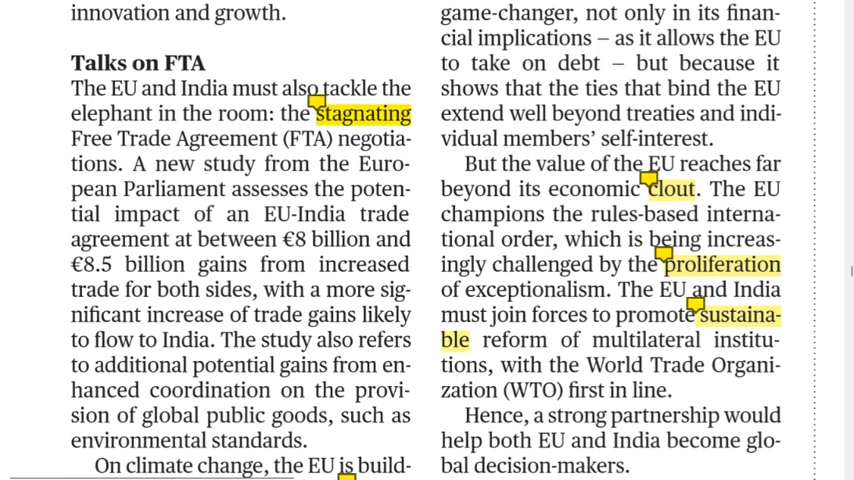 innovation and growth.
Talks on FTA
The EU and India must also tackle the
elephant in the room: the stagnating
Free Trade Agreement (FTA) negotia-
tions. A new study from the Euro-
pean Parliament assesses the poten-
tial impact of an EU-India trade
agreement at between €8 billion and
€8.5 billion gains from increased
trade for both sides, with a more sig-
nificant increase of trade gains likely
to flow to India. The study also refers
to additional potential gains from en-
hanced coordination on the provi-
sion of global public goods, such as
environmental standards.
On climate change, the EU is build-
game-changer, not only in its finan-
cial implications – as it allows the EU
to take on debt – but because it
shows that the ties that bind the EU
extend well beyond treaties and indi-
vidual members’ self-interest.
But the value of the EU reaches far
beyond its economic clout. The EU
champions the rules-based interna-
tional order, which is being increas-
ingly challenged by the proliferation
of exceptionalism. The EU and India
must join forces to promote sustaina-
ble reform of multilateral institu-
tions, with the World Trade Organi-
zation (WTO) first in line.
Hence, a strong partnership would
help both EU and India become glo-
bal decision-makers.